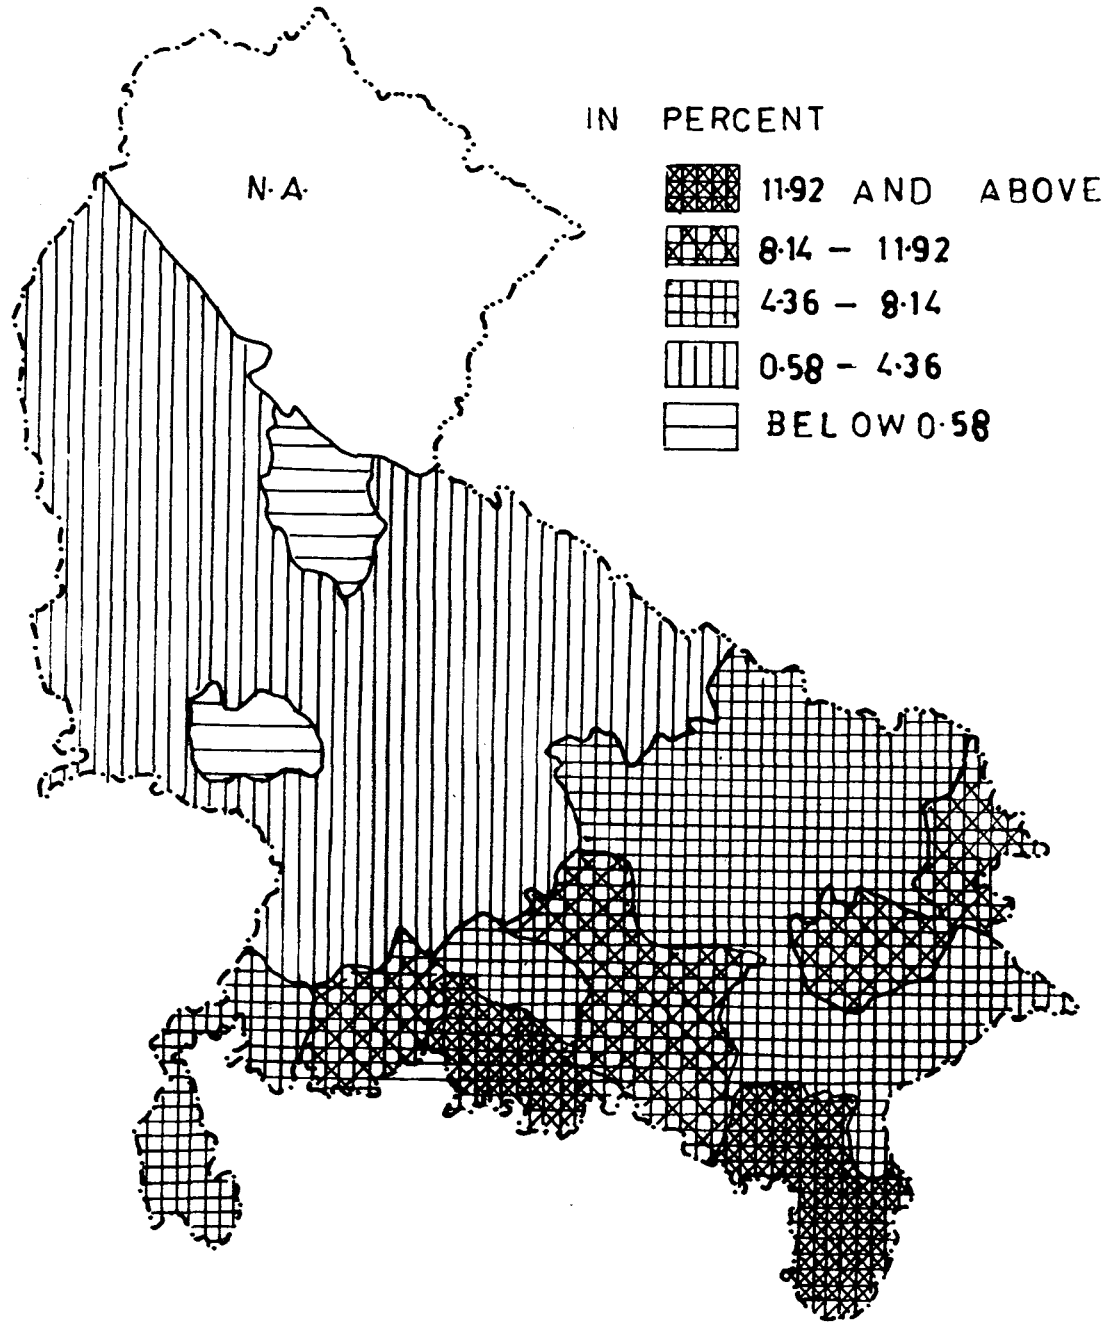 IN PERCENT
N.A.
11.92 AND ABOVE
8.14 – 11.92
4.36 – 8.14
0.58 – 4.36
BELOW 0.58